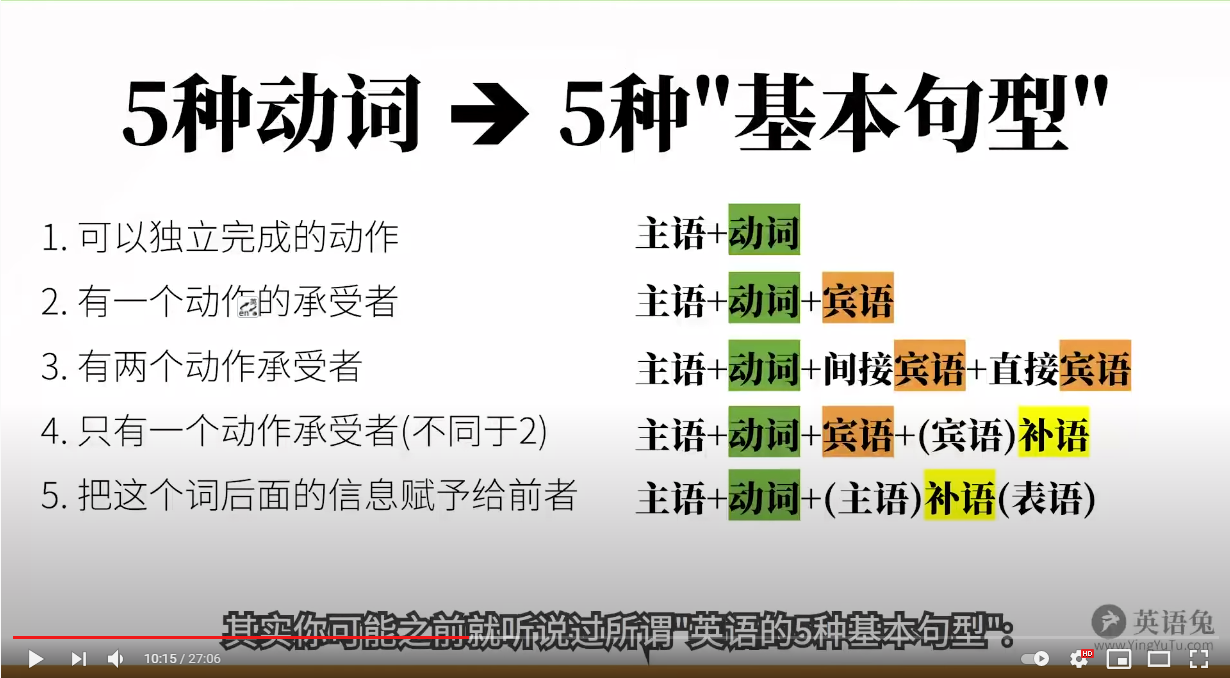 5种动词 ➔ 5种"基本句型"
1. 可以独立完成的动作
主语+动词
2. 有一个动作的承受者
主语+动词+宾语
3. 有两个动作承受者
主语+动词+间接宾语+直接宾语
4. 只有一个动作承受者(不同于2)
主语+动词+宾语+(宾语)补语
5. 把这个词后面的信息赋予给前者
主语+动词+(主语)补语(表语)
其实你可能之前就听说过所谓"英语的5种基本句型":
英语兔
www.YingYuTu.com
10:15 / 27:06
HD